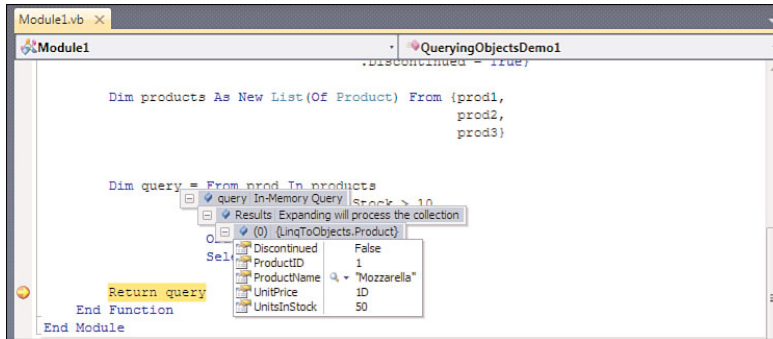 Module1.vb
Module1 QueryingObjectsDemo1
.Discontinued = True}
Dim products As New List(Of Product) From {prod1,
prod2,
prod3}
Dim query = From prod In products
query In-Memory Query Stock > 10
Results Expanding will process the collection
(0) {LinqToObjects.Product}
Discontinued False
ProductID 1
ProductName "Mozzarella"
UnitPrice 1D
UnitsInStock 50
Return query
End Function
End Module